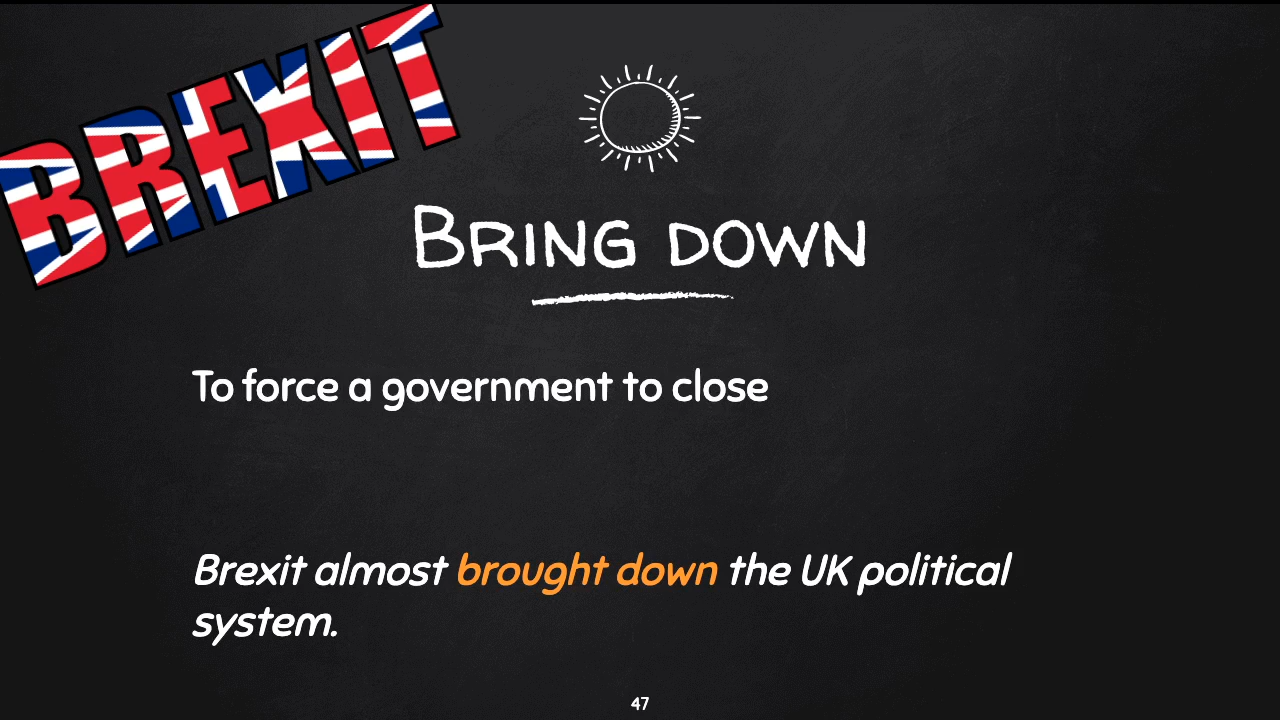 BREXIT
BRING DOWN
To force a government to close
Brexit almost brought down the UK political
system.
47